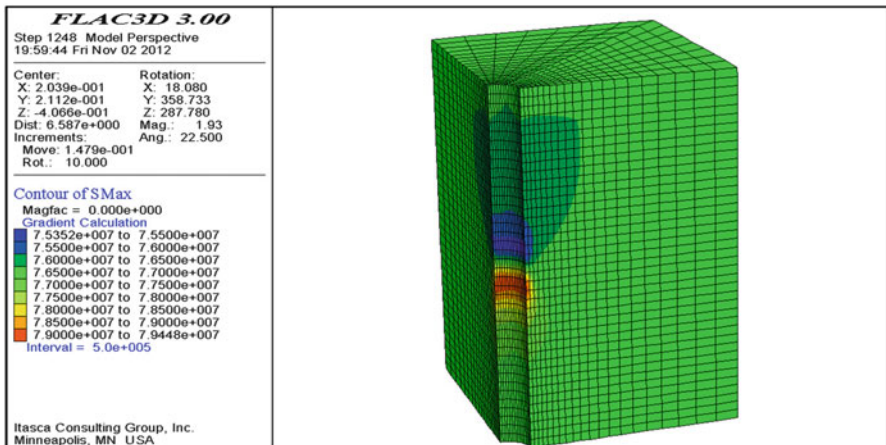 FLAC3D 3.00
Step 1248 Model Perspective
19:59:44 Fri Nov 02 2012
Center: Rotation:
X: 2.039e-001 X: 18.080
Y: 2.112e-001 Y: 358.733
Z: -4.066e-001 Z: 287.780
Dist: 6.587e+000 Mag.: 1.93
Increments: Ang.: 22.500
Move: 1.479e-001
Rot.: 10.000
Contour of SMax
Magfac = 0.000e+000
Gradient Calculation
7.5352e+007 to 7.5500e+007
7.5500e+007 to 7.6000e+007
7.6000e+007 to 7.6500e+007
7.6500e+007 to 7.7000e+007
7.7000e+007 to 7.7500e+007
7.7500e+007 to 7.8000e+007
7.8000e+007 to 7.8500e+007
7.8500e+007 to 7.9000e+007
7.9000e+007 to 7.9448e+007
Interval = 5.0e+005
Itasca Consulting Group, Inc.
Minneapolis, MN USA